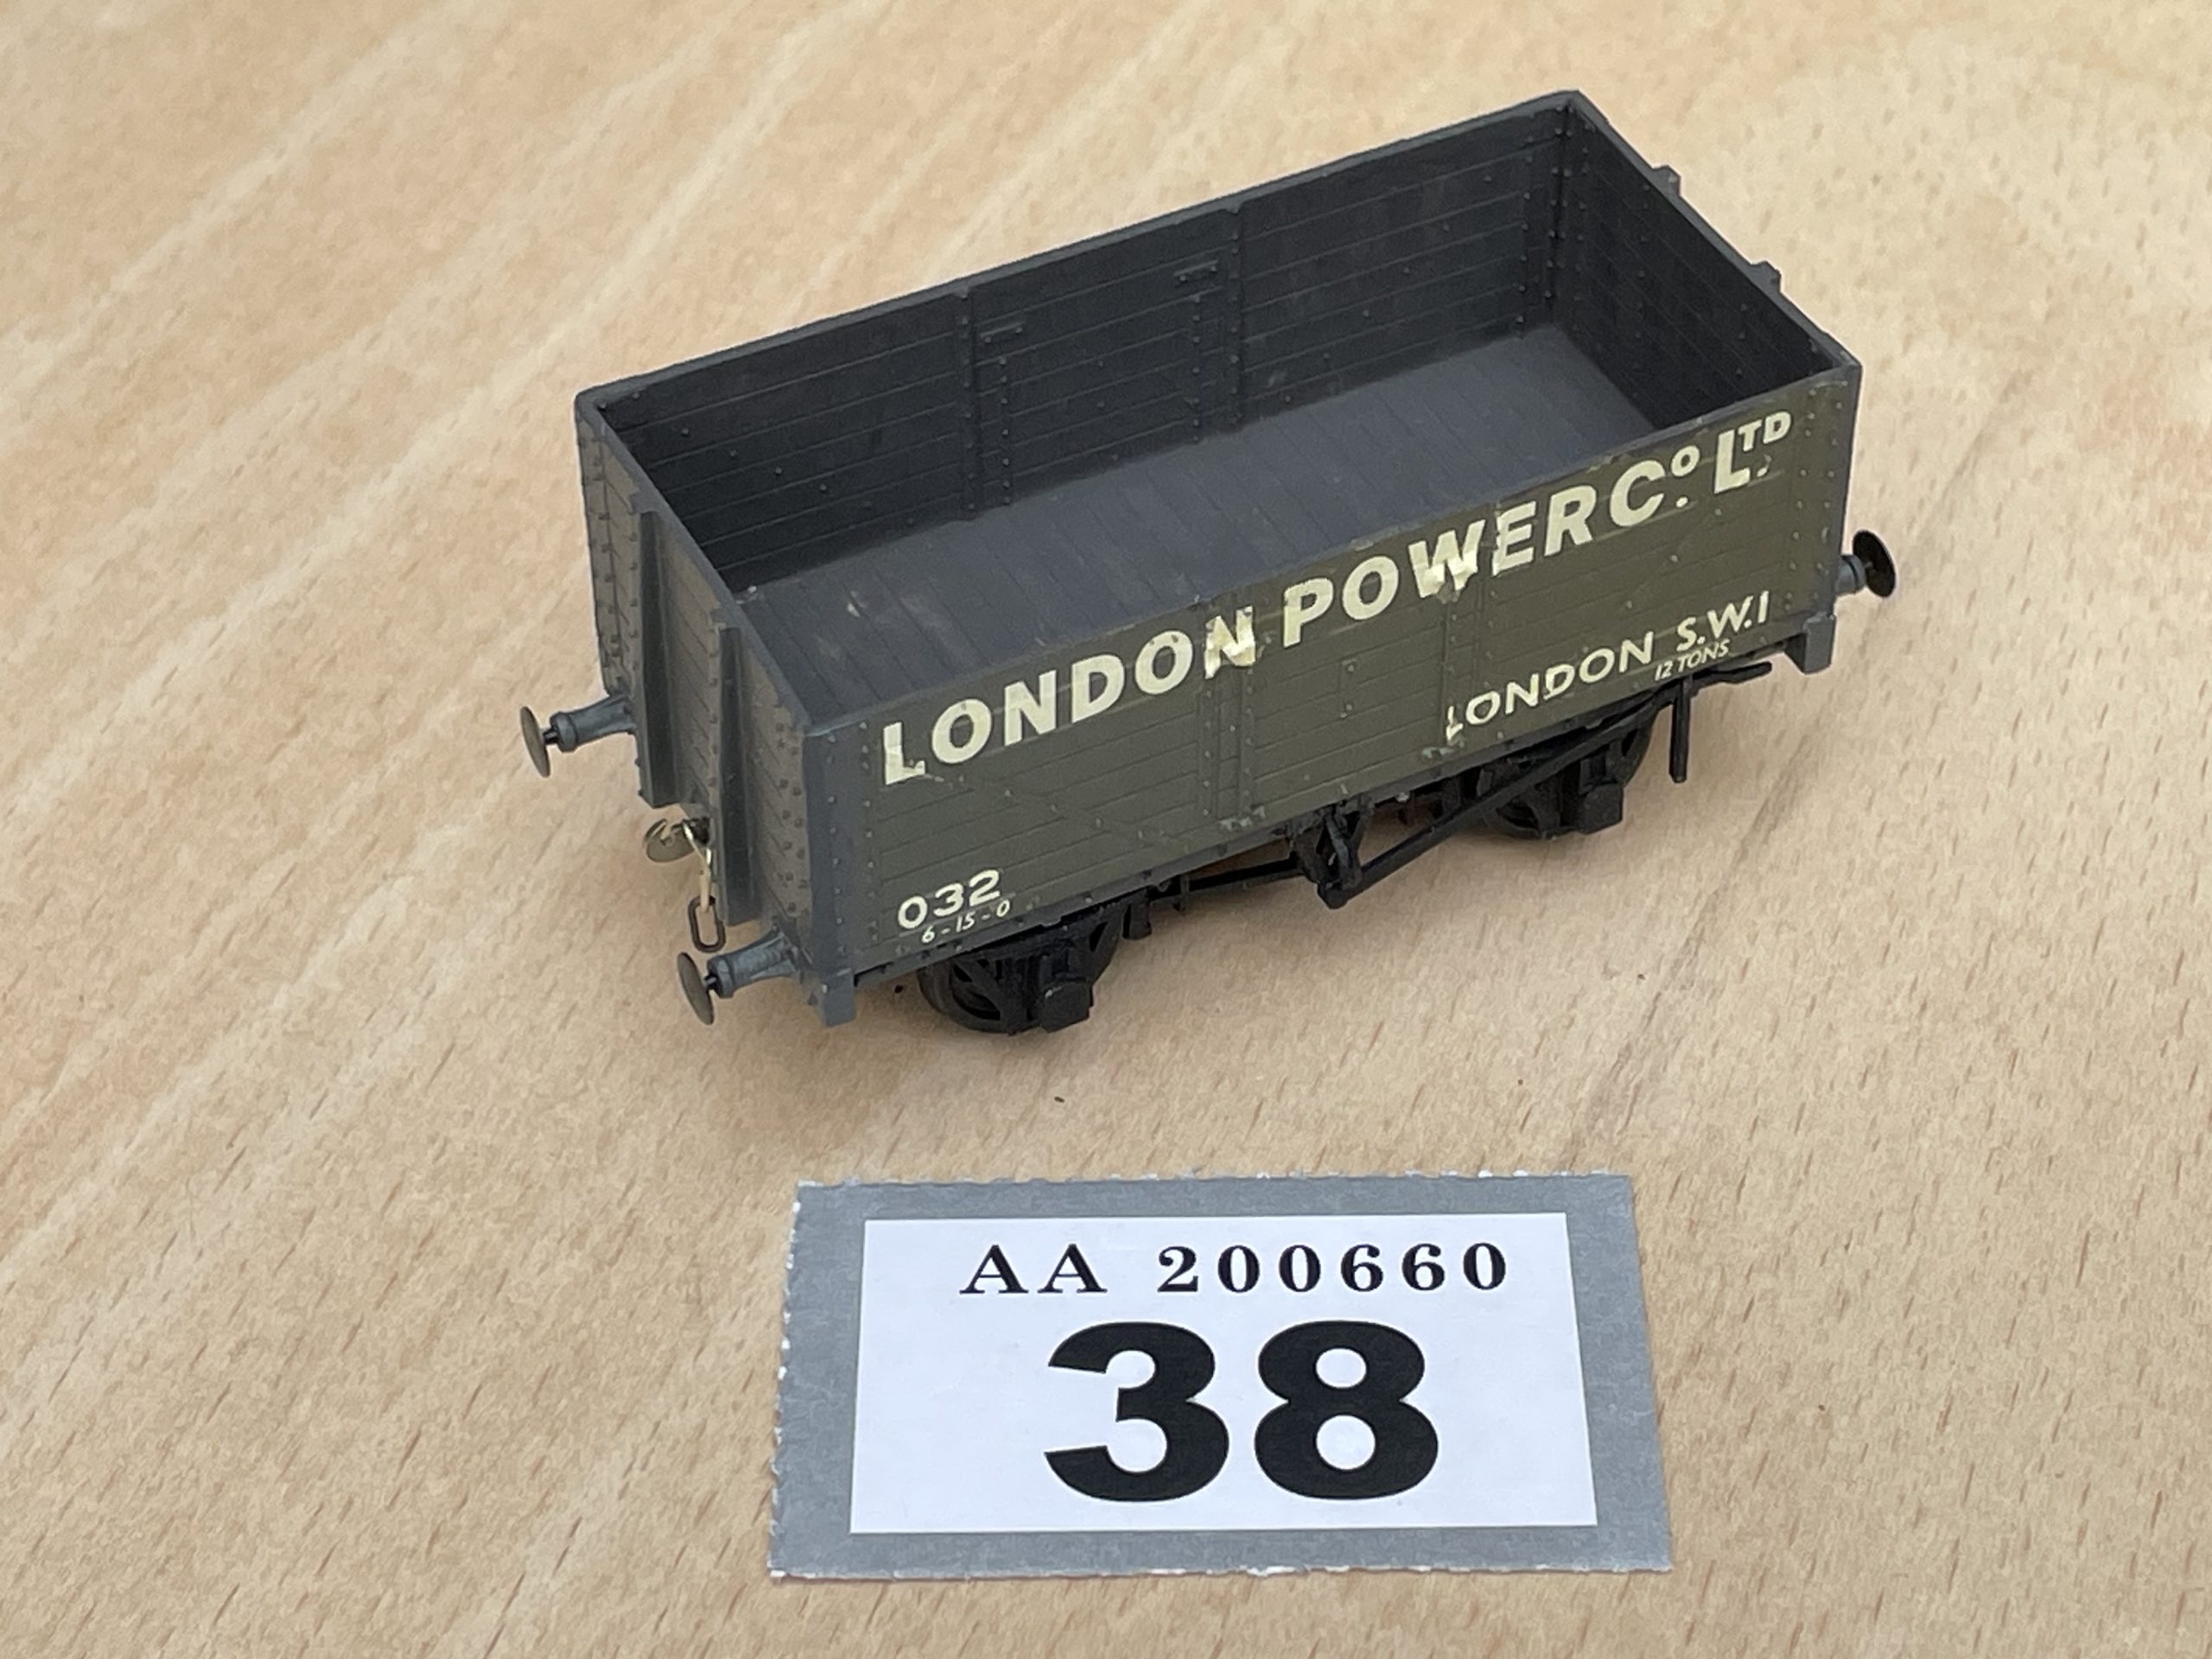 LONDON POWER Co. LTD.
LONDON S.W.1
12 TONS
032
6-15-0
AA 200660
38